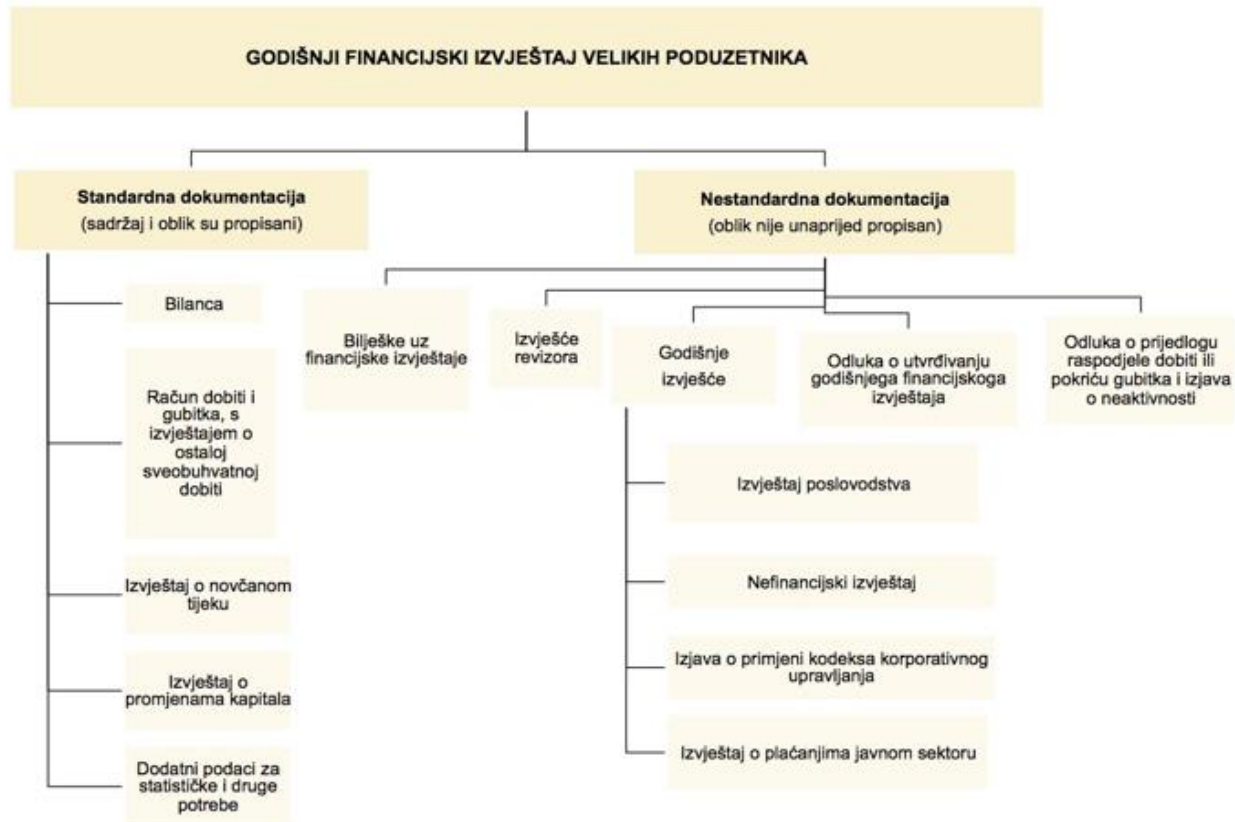 GODIŠNJI FINANCIJSKI IZVJEŠTAJ VELIKIH PODUZETNIKA
Standardna dokumentacija
(sadržaj i oblik su propisani)
Nestandardna dokumentacija
(oblik nije unaprijed propisan)
Bilanca
Račun dobiti i
gubitka, s
izvještajem o
ostaloj
sveobuhvatnoj
dobiti
Izvještaj o novčanom
tijeku
Izvještaj o
promjenama kapitala
Dodatni podaci za
statističke i druge
potrebe
Bilješke uz
financijske izvještaje
Izvješće
revizora
Godišnje
izvješće
Odluka o utvrđivanju
godišnjega financijskoga
izvještaja
Odluka o prijedlogu
raspodjele dobiti ili
pokriću gubitka i izjava
o neaktivnosti
Izvještaj poslovodstva
Nefinancijski izvještaj
Izjava o primjeni kodeksa korporativnog
upravljanja
Izvještaj o plaćanjima javnom sektoru